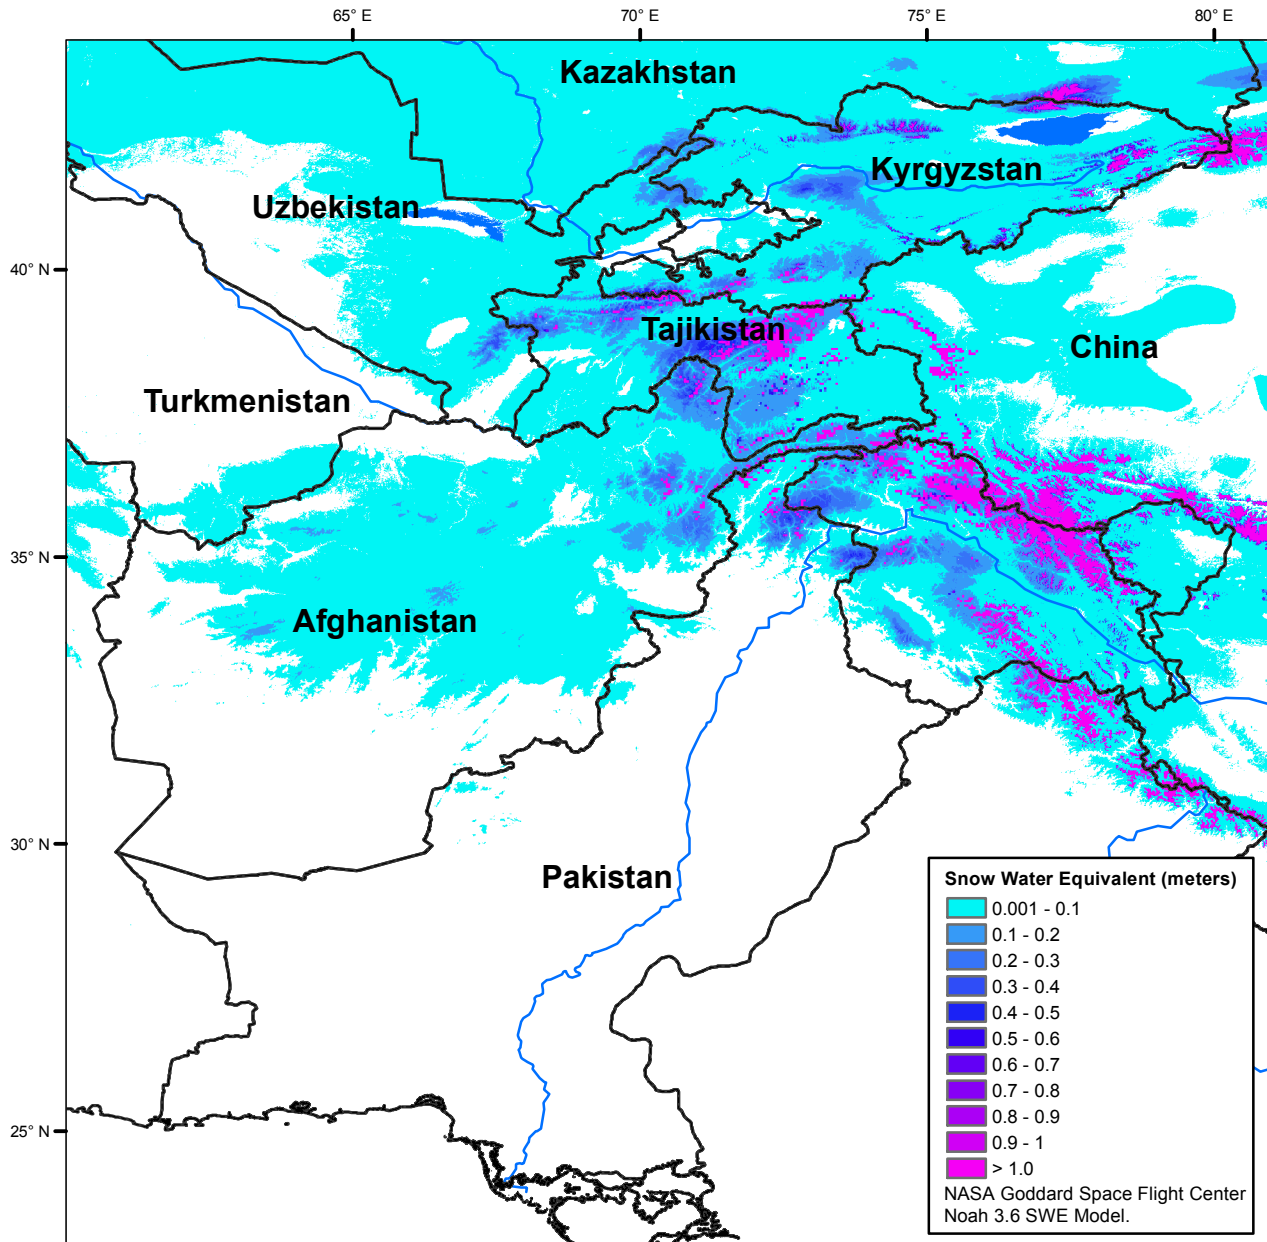 65° E
70° E
75° E
80° E
Kazakhstan
Kyrgyzstan
Uzbekistan
40° N
Tajikistan
China
Turkmenistan
35° N
Afghanistan
30° N
Pakistan
25° N
Snow Water Equivalent (meters)
0.001 - 0.1
0.1 - 0.2
0.2 - 0.3
0.3 - 0.4
0.4 - 0.5
0.5 - 0.6
0.6 - 0.7
0.7 - 0.8
0.8 - 0.9
0.9 - 1
> 1.0
NASA Goddard Space Flight Center
Noah 3.6 SWE Model.